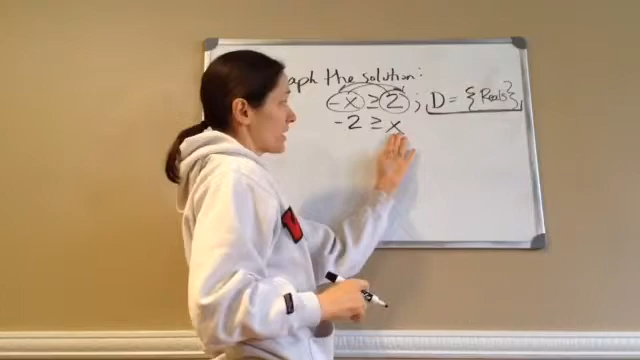 aph the solution:
-x ≥ 2 ; D = {Reals}
-2 ≥ x